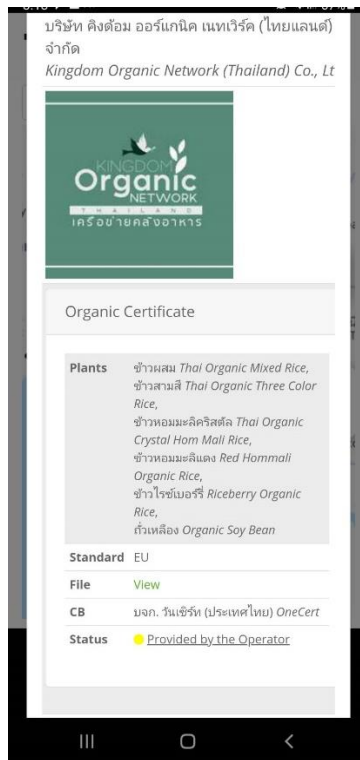 บริษัท คิงด้อม ออร์แกนิค เนทเวิร์ค (ไทยแลนด์)
จำกัด
Kingdom Organic Network (Thailand) Co., Lt
KINGDOM
Organic
NETWORK
THAILAND
เครือข่ายคลังอาหาร
Organic Certificate
Plants ข้าวผสม Thai Organic Mixed Rice,
ข้าวสามสี Thai Organic Three Color
Rice,
ข้าวหอมมะลิคริสตัล Thai Organic
Crystal Hom Mali Rice,
ข้าวหอมมะลิแดง Red Hommali
Organic Rice,
ข้าวไรซ์เบอร์รี่ Riceberry Organic
Rice,
ถั่วเหลือง Organic Soy Bean
Standard EU
File View
CB บจก. วันเซิร์ท (ประเทศไทย) OneCert
Status Provided by the Operator